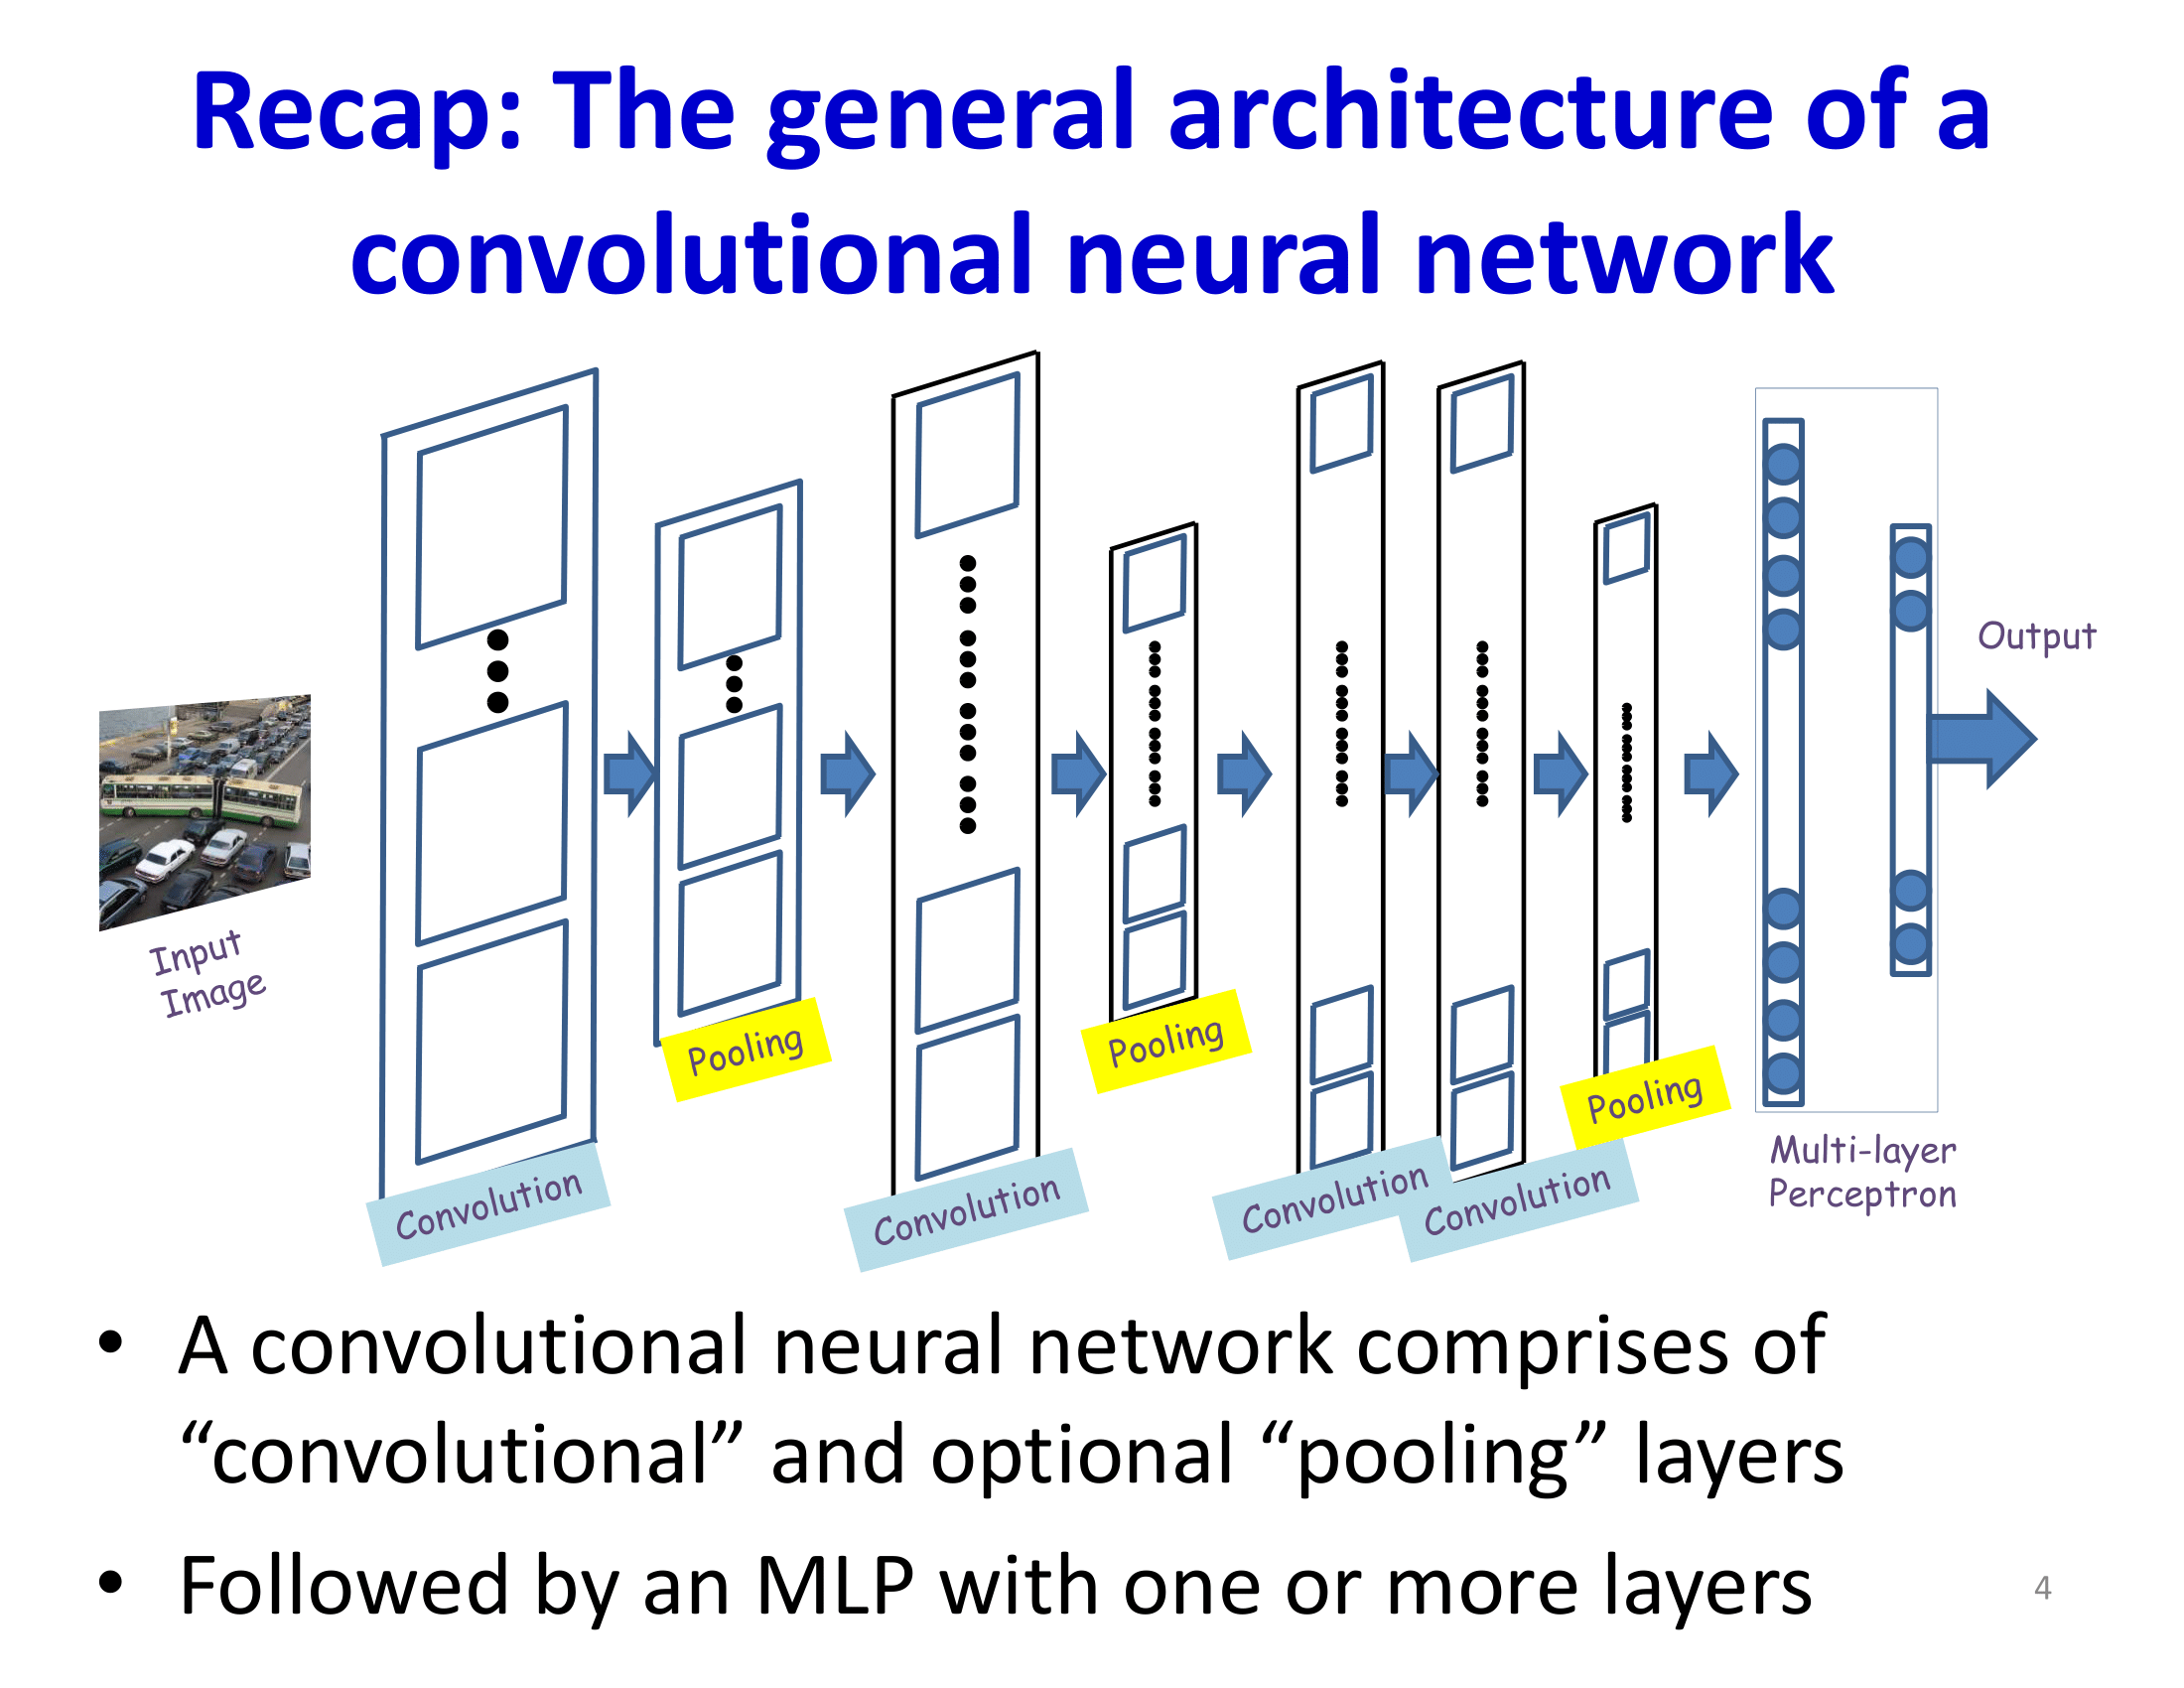 Recap: The general architecture of a
convolutional neural network
Output
Input
Image
Pooling
Pooling
Pooling
Multi-layer
Perceptron
Convolution
Convolution
Convolution
Convolution
• A convolutional neural network comprises of
“convolutional” and optional “pooling” layers
• Followed by an MLP with one or more layers
4